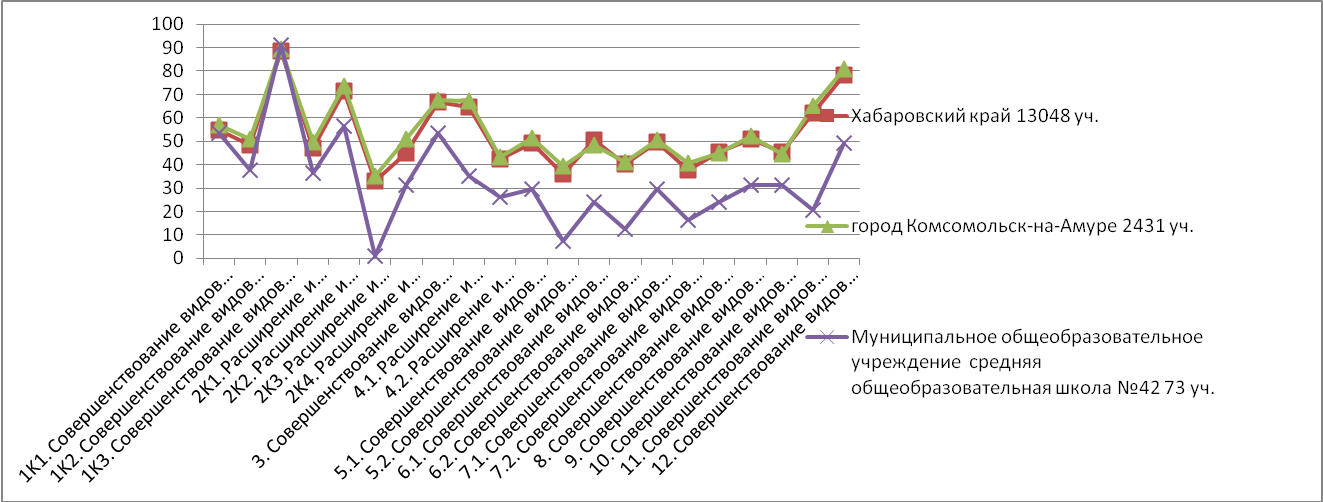 100
90
80
70
60
50
40
30
20
10
0
1К1. Совершенствование видов…
1К2. Совершенствование видов…
1К3. Совершенствование видов…
2К1. Расширение и…
2К2. Расширение и…
2К3. Расширение и…
2К4. Расширение и…
3. Совершенствование видов…
4.1. Расширение и…
4.2. Расширение и…
5.1. Совершенствование видов…
5.2. Совершенствование видов…
6.1. Совершенствование видов…
6.2. Совершенствование видов…
7.1. Совершенствование видов…
7.2. Совершенствование видов…
8. Совершенствование видов…
9. Совершенствование видов…
10. Совершенствование видов…
11. Совершенствование видов…
12. Совершенствование видов…
Хабаровский край 13048 уч.
город Комсомольск-на-Амуре 2431 уч.
Муниципальное общеобразовательное
учреждение средняя
общеобразовательная школа №42 73 уч.